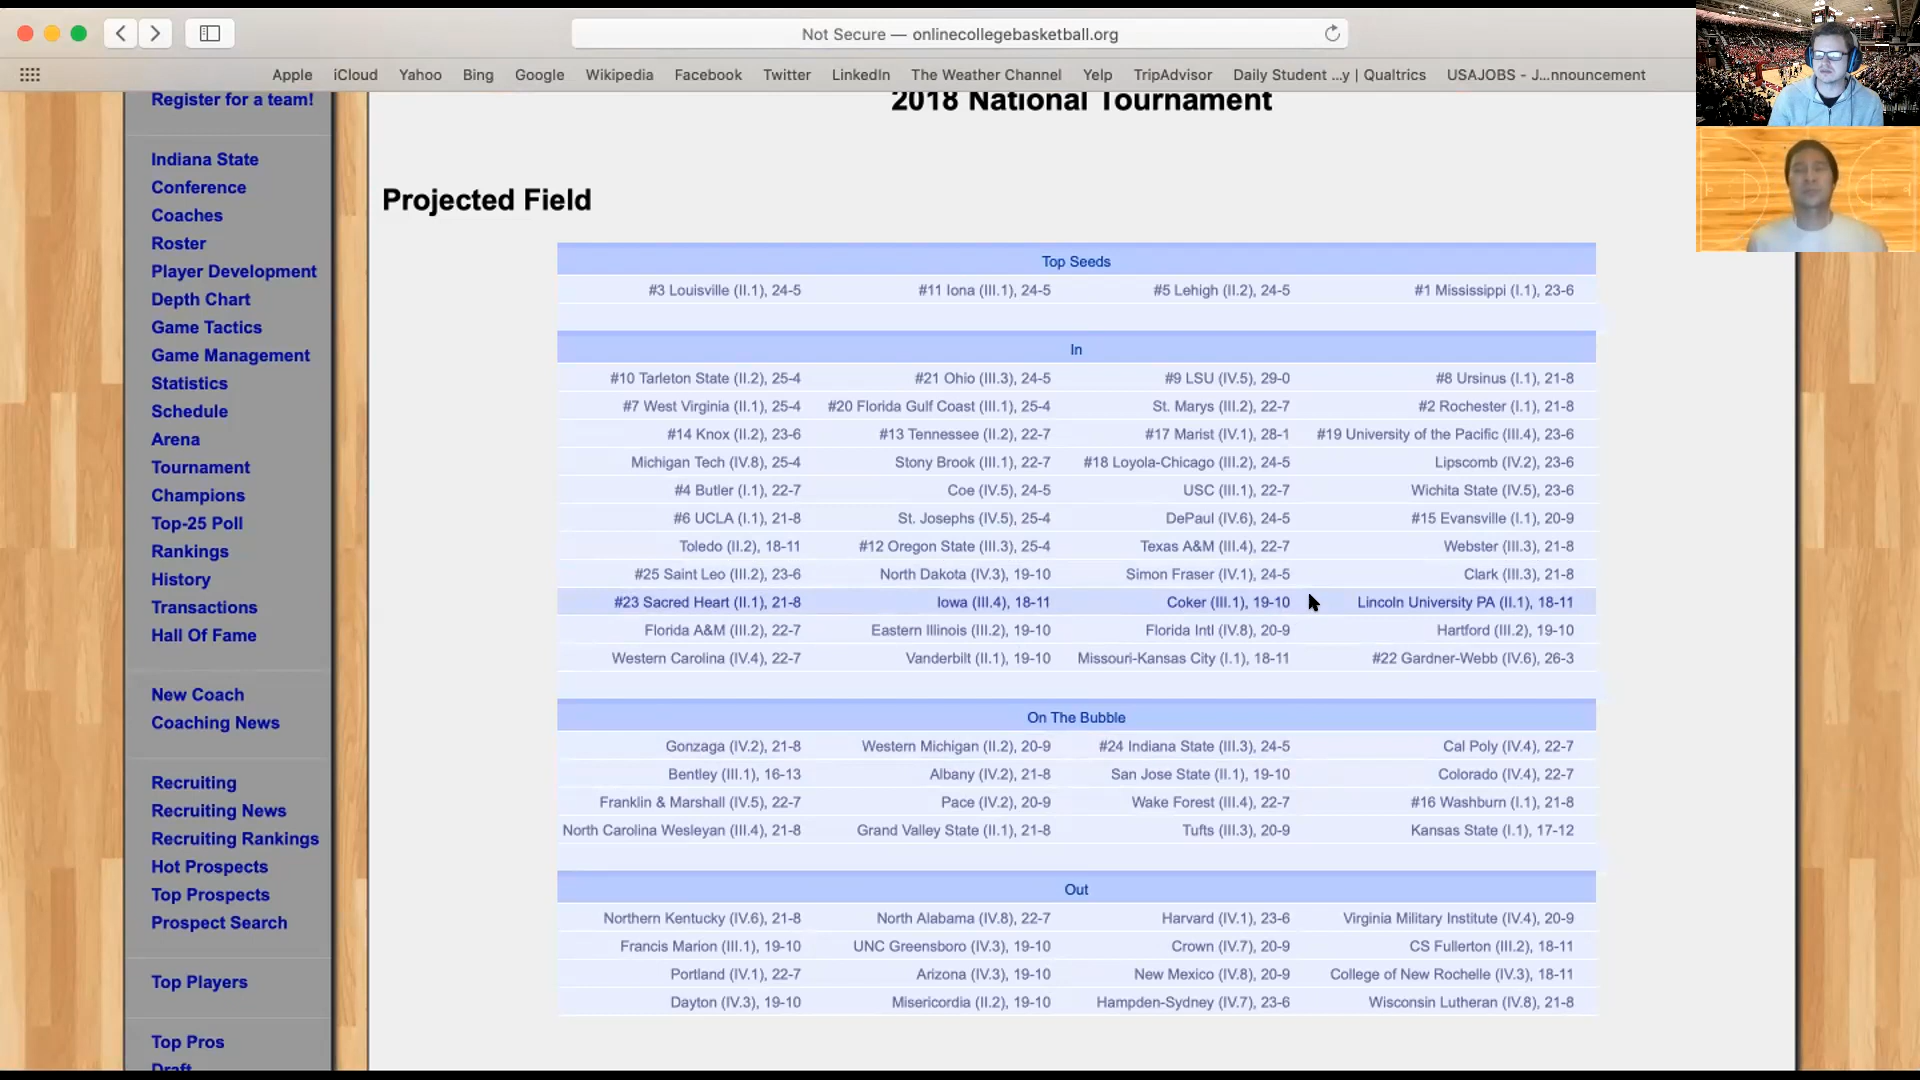 Not Secure — onlinecollegebasketball.org
Apple iCloud Yahoo Bing Google Wikipedia Facebook Twitter LinkedIn The Weather Channel Yelp TripAdvisor Daily Student ...y | Qualtrics USAJOBS - J...nnouncement
Register for a team!
Indiana State
Conference
Coaches
Roster
Player Development
Depth Chart
Game Tactics
Game Management
Statistics
Schedule
Arena
Tournament
Champions
Top-25 Poll
Rankings
History
Transactions
Hall Of Fame
New Coach
Coaching News
Recruiting
Recruiting News
Recruiting Rankings
Hot Prospects
Top Prospects
Prospect Search
Top Players
Top Pros
Draft
2018 National Tournament
Projected Field
Top Seeds
#3 Louisville (II.1), 24-5 #11 Iona (III.1), 24-5 #5 Lehigh (II.2), 24-5 #1 Mississippi (I.1), 23-6
In
#10 Tarleton State (II.2), 25-4 #21 Ohio (III.3), 24-5 #9 LSU (IV.5), 29-0 #8 Ursinus (I.1), 21-8
#7 West Virginia (II.1), 25-4 #20 Florida Gulf Coast (III.1), 25-4 St. Marys (III.2), 22-7 #2 Rochester (I.1), 21-8
#14 Knox (II.2), 23-6 #13 Tennessee (II.2), 22-7 #17 Marist (IV.1), 28-1 #19 University of the Pacific (III.4), 23-6
Michigan Tech (IV.8), 25-4 Stony Brook (III.1), 22-7 #18 Loyola-Chicago (III.2), 24-5 Lipscomb (IV.2), 23-6
#4 Butler (I.1), 22-7 Coe (IV.5), 24-5 USC (III.1), 22-7 Wichita State (IV.5), 23-6
#6 UCLA (I.1), 21-8 St. Josephs (IV.5), 25-4 DePaul (IV.6), 24-5 #15 Evansville (I.1), 20-9
Toledo (II.2), 18-11 #12 Oregon State (III.3), 25-4 Texas A&M (III.4), 22-7 Webster (III.3), 21-8
#25 Saint Leo (III.2), 23-6 North Dakota (IV.3), 19-10 Simon Fraser (IV.1), 24-5 Clark (III.3), 21-8
#23 Sacred Heart (II.1), 21-8 Iowa (III.4), 18-11 Coker (III.1), 19-10 Lincoln University PA (II.1), 18-11
Florida A&M (III.2), 22-7 Eastern Illinois (III.2), 19-10 Florida Intl (IV.8), 20-9 Hartford (III.2), 19-10
Western Carolina (IV.4), 22-7 Vanderbilt (II.1), 19-10 Missouri-Kansas City (I.1), 18-11 #22 Gardner-Webb (IV.6), 26-3
On The Bubble
Gonzaga (IV.2), 21-8 Western Michigan (II.2), 20-9 #24 Indiana State (III.3), 24-5 Cal Poly (IV.4), 22-7
Bentley (III.1), 16-13 Albany (IV.2), 21-8 San Jose State (II.1), 19-10 Colorado (IV.4), 22-7
Franklin & Marshall (IV.5), 22-7 Pace (IV.2), 20-9 Wake Forest (III.4), 22-7 #16 Washburn (I.1), 21-8
North Carolina Wesleyan (III.4), 21-8 Grand Valley State (II.1), 21-8 Tufts (III.3), 20-9 Kansas State (I.1), 17-12
Out
Northern Kentucky (IV.6), 21-8 North Alabama (IV.8), 22-7 Harvard (IV.1), 23-6 Virginia Military Institute (IV.4), 20-9
Francis Marion (III.1), 19-10 UNC Greensboro (IV.3), 19-10 Crown (IV.7), 20-9 CS Fullerton (III.2), 18-11
Portland (IV.1), 22-7 Arizona (IV.3), 19-10 New Mexico (IV.8), 20-9 College of New Rochelle (IV.3), 18-11
Dayton (IV.3), 19-10 Misericordia (II.2), 19-10 Hampden-Sydney (IV.7), 23-6 Wisconsin Lutheran (IV.8), 21-8